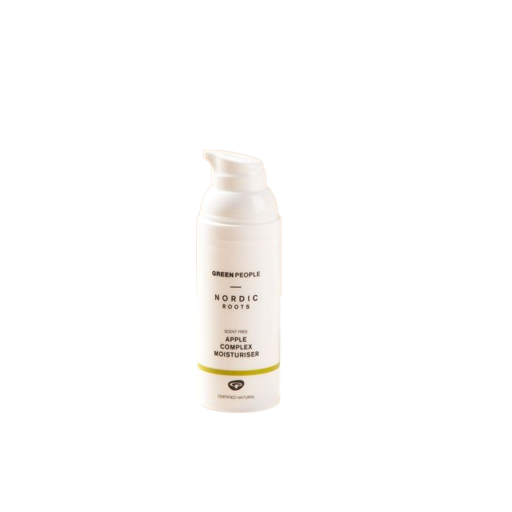 GREEN PEOPLE
NORDIC
ROOTS
SCENT FREE
APPLE
COMPLEX
MOISTURISER
CERTIFIED NATURAL